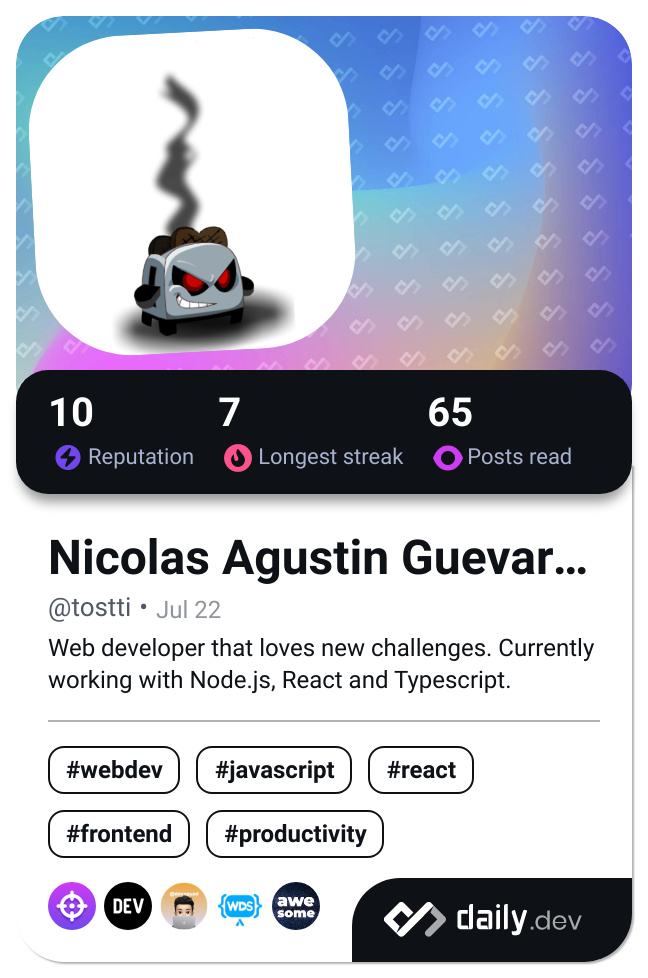 10 7 65
Reputation Longest streak Posts read
Nicolas Agustin Guevar...
@tostti • Jul 22
Web developer that loves new challenges. Currently
working with Node.js, React and Typescript.
#webdev #javascript #react
#frontend #productivity
DEV WDS awe
some
daily.dev